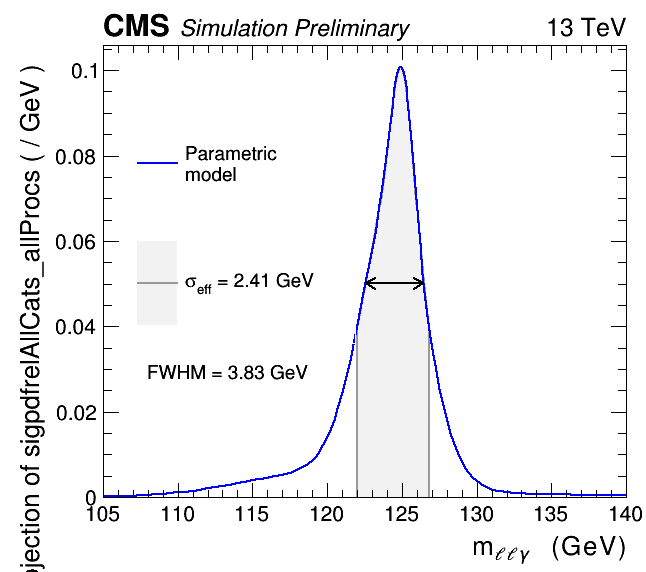 CMS Simulation Preliminary 13 TeV
ojection of sigpdfrelAllCats_allProcs ( / GeV )
0.1
0.08
0.06
0.04
0.02
0
Parametric
model
σeff = 2.41 GeV
FWHM = 3.83 GeV
105 110 115 120 125 130 135 140
mℓℓγ (GeV)